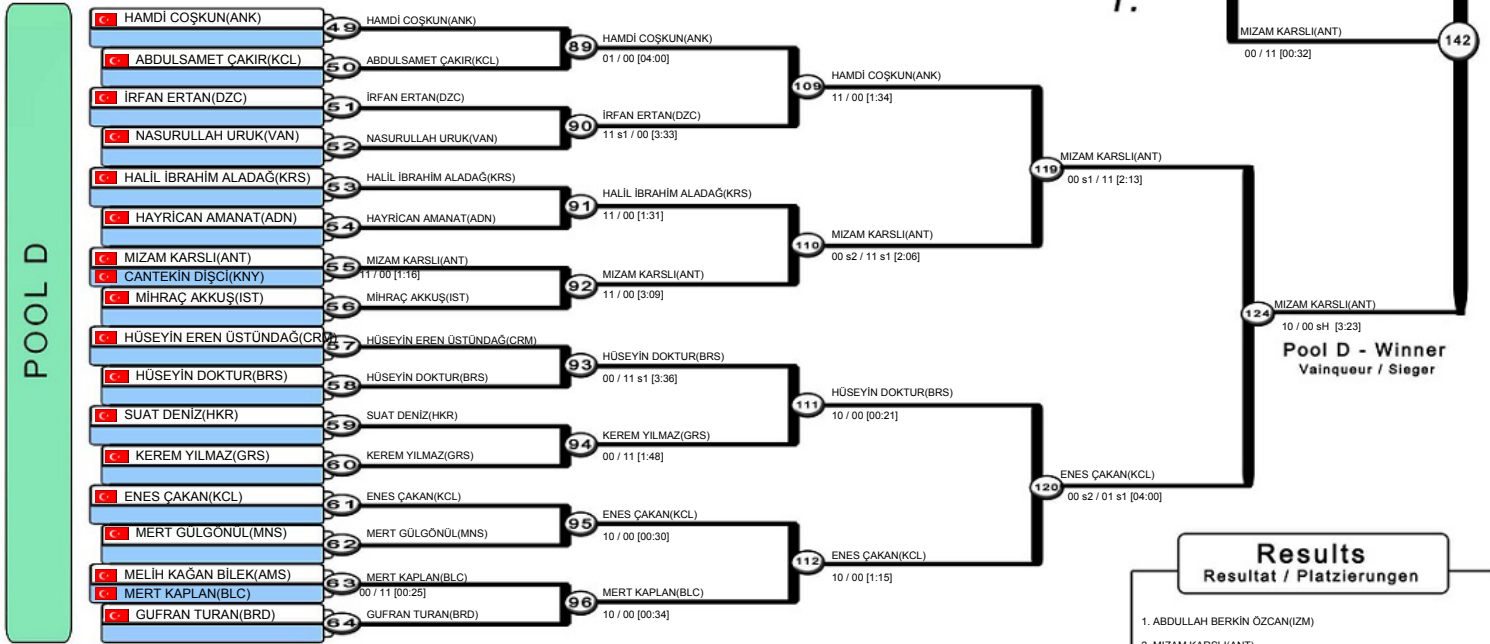 POOL D
HAMDİ COŞKUN(ANK)
ABDULSAMET ÇAKIR(KCL)
İRFAN ERTAN(DZC)
NASURULLAH URUK(VAN)
HALİL İBRAHİM ALADAĞ(KRS)
HAYRİCAN AMANAT(ADN)
MIZAM KARSLI(ANT)
CANTEKİN DİŞCİ(KNY)
MİHRAÇ AKKUŞ(IST)
HÜSEYİN EREN ÜSTÜNDAĞ(CRM)
HÜSEYİN DOKTUR(BRS)
SUAT DENİZ(HKR)
KEREM YILMAZ(GRS)
ENES ÇAKAN(KCL)
MERT GÜLGÖNÜL(MNS)
MELİH KAĞAN BİLEK(AMS)
MERT KAPLAN(BLC)
GUFRAN TURAN(BRD)
49 HAMDİ COŞKUN(ANK)
50 ABDULSAMET ÇAKIR(KCL)
51 İRFAN ERTAN(DZC)
52 NASURULLAH URUK(VAN)
53 HALİL İBRAHİM ALADAĞ(KRS)
54 HAYRİCAN AMANAT(ADN)
55 MIZAM KARSLI(ANT)
11 / 00 [1:16]
56 MİHRAÇ AKKUŞ(IST)
57 HÜSEYİN EREN ÜSTÜNDAĞ(CRM)
58 HÜSEYİN DOKTUR(BRS)
59 SUAT DENİZ(HKR)
60 KEREM YILMAZ(GRS)
61 ENES ÇAKAN(KCL)
62 MERT GÜLGÖNÜL(MNS)
63 MERT KAPLAN(BLC)
00 / 11 [00:25]
64 GUFRAN TURAN(BRD)
89 HAMDİ COŞKUN(ANK)
01 / 00 [04:00]
90 İRFAN ERTAN(DZC)
11 s1 / 00 [3:33]
91 HALİL İBRAHİM ALADAĞ(KRS)
11 / 00 [1:31]
92 MIZAM KARSLI(ANT)
11 / 00 [3:09]
93 HÜSEYİN DOKTUR(BRS)
00 / 11 s1 [3:36]
94 KEREM YILMAZ(GRS)
00 / 11 [1:48]
95 ENES ÇAKAN(KCL)
10 / 00 [00:30]
96 MERT KAPLAN(BLC)
10 / 00 [00:34]
109 HAMDİ COŞKUN(ANK)
11 / 00 [1:34]
110 MIZAM KARSLI(ANT)
00 s2 / 11 s1 [2:06]
111 HÜSEYİN DOKTUR(BRS)
10 / 00 [00:21]
112 ENES ÇAKAN(KCL)
10 / 00 [1:15]
119 MIZAM KARSLI(ANT)
00 s1 / 11 [2:13]
120 ENES ÇAKAN(KCL)
00 s2 / 01 s1 [04:00]
124 MIZAM KARSLI(ANT)
10 / 00 sH [3:23]
Pool D - Winner
Vainqueur / Sieger
MIZAM KARSLI(ANT) 142
00 / 11 [00:32]
Results
Resultat / Platzierungen
1. ABDULLAH BERKİN ÖZCAN(IZM)